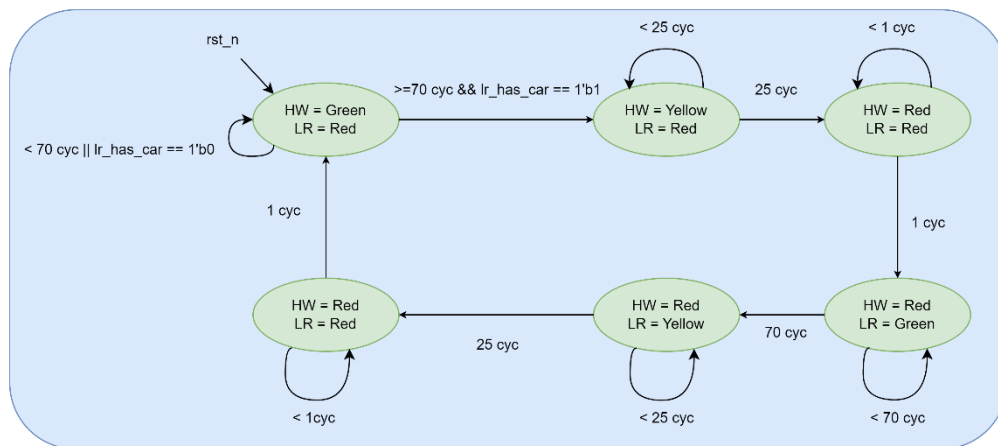 rst_n
< 25 cyc
< 1 cyc
HW = Green
LR = Red
>=70 cyc && lr_has_car == 1'b1
HW = Yellow
LR = Red
25 cyc
HW = Red
LR = Red
< 70 cyc || lr_has_car == 1'b0
1 cyc
1 cyc
HW = Red
LR = Red
25 cyc
HW = Red
LR = Yellow
70 cyc
HW = Red
LR = Green
< 1cyc
< 25 cyc
< 70 cyc